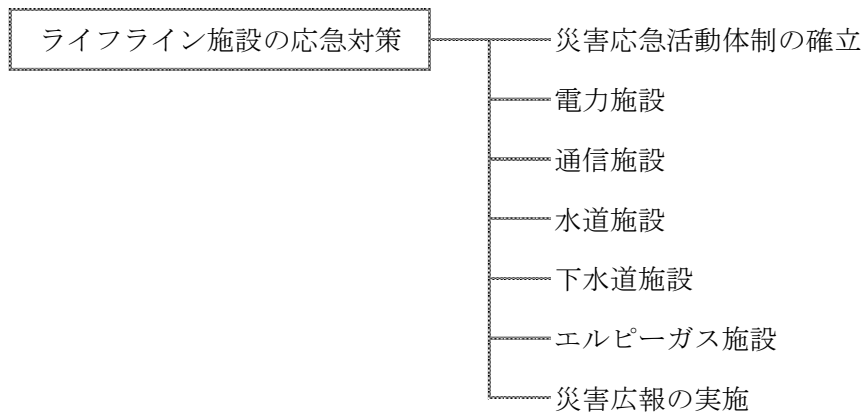 ライフライン施設の応急対策
災害応急活動体制の確立
電力施設
通信施設
水道施設
下水道施設
エルピーガス施設
災害広報の実施